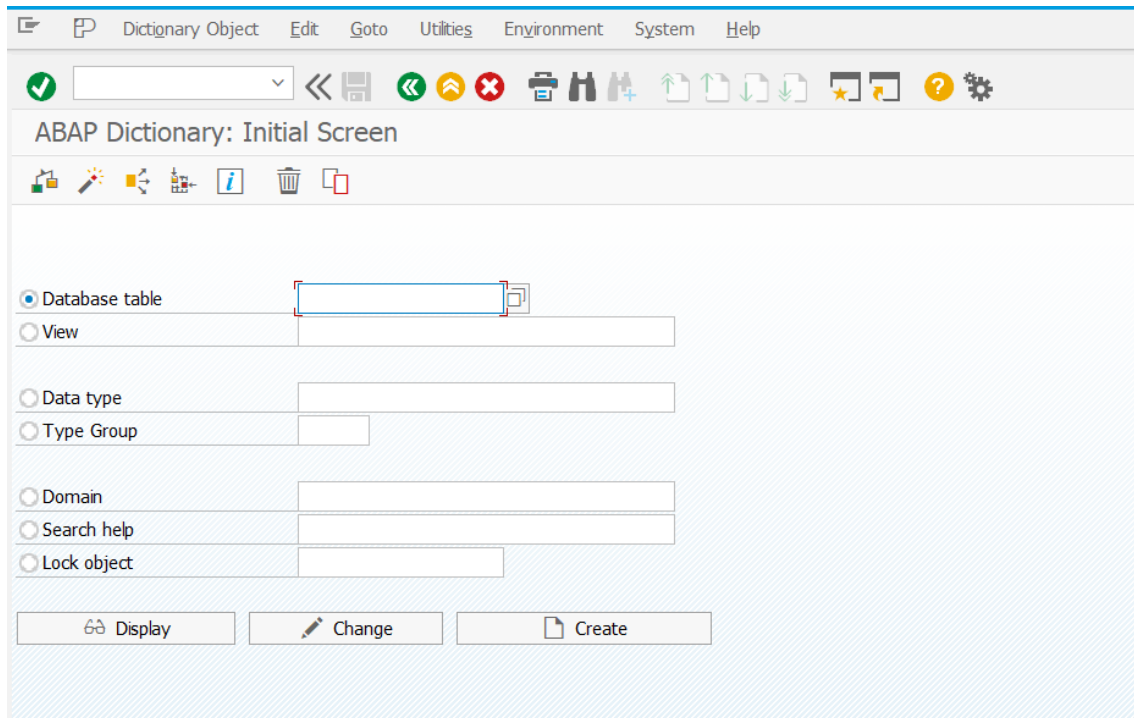 Dictionary Object Edit Goto Utilities Environment System Help
ABAP Dictionary: Initial Screen
Database table
View
Data type
Type Group
Domain
Search help
Lock object
Display Change Create